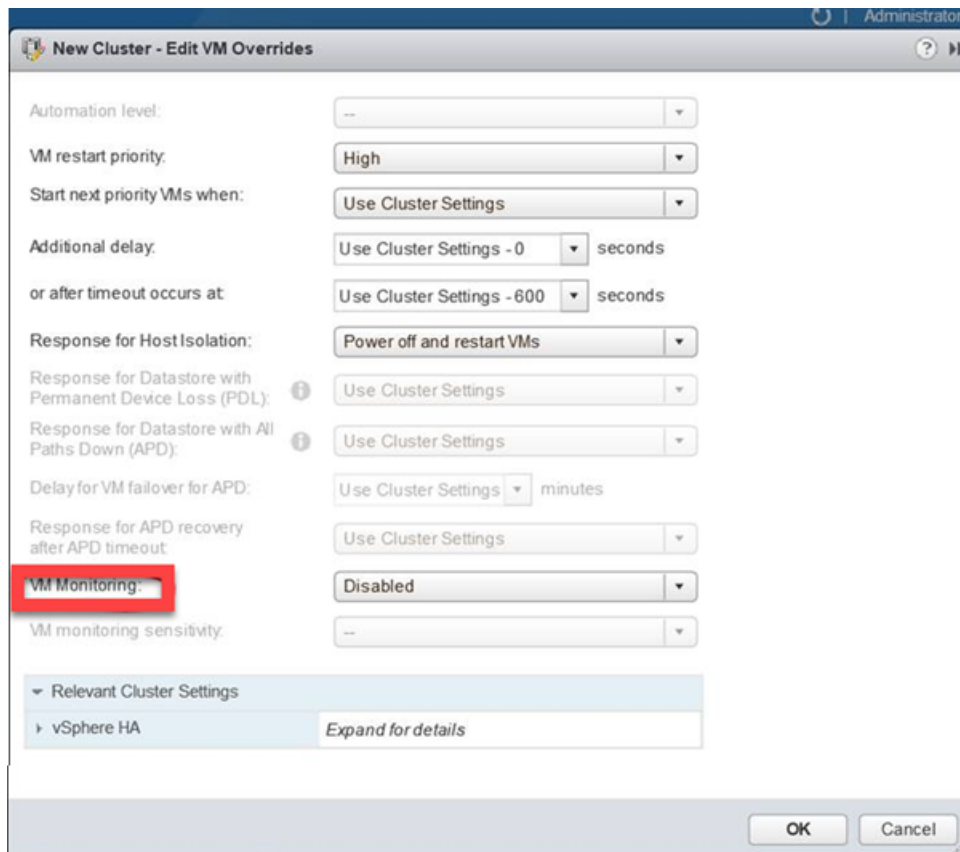 Administrator
New Cluster - Edit VM Overrides
Automation level: --
VM restart priority: High
Start next priority VMs when: Use Cluster Settings
Additional delay: Use Cluster Settings - 0 seconds
or after timeout occurs at: Use Cluster Settings - 600 seconds
Response for Host Isolation: Power off and restart VMs
Response for Datastore with
Permanent Device Loss (PDL): Use Cluster Settings
Response for Datastore with All
Paths Down (APD): Use Cluster Settings
Delay for VM failover for APD: Use Cluster Settings minutes
Response for APD recovery
after APD timeout: Use Cluster Settings
VM Monitoring: Disabled
VM monitoring sensitivity: --
Relevant Cluster Settings
vSphere HA Expand for details
OK Cancel